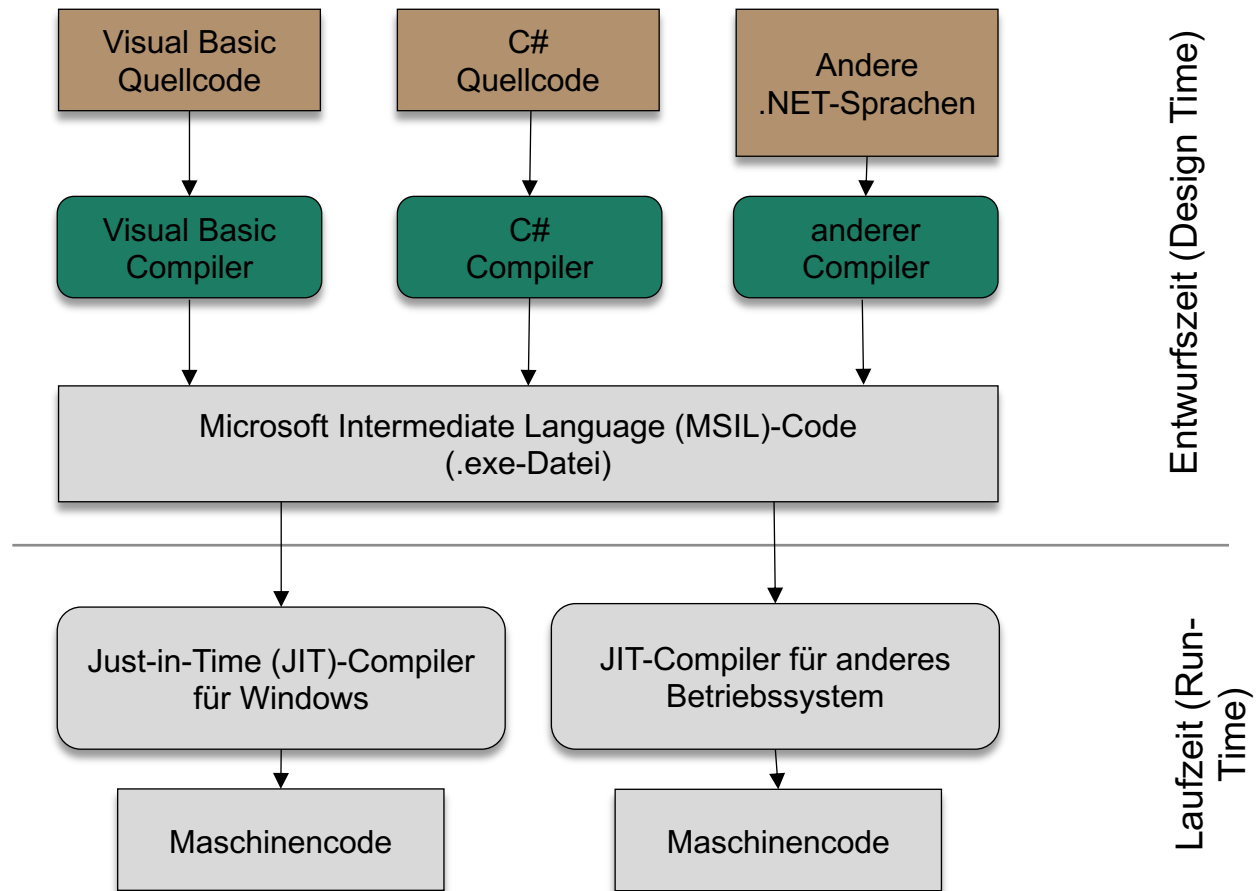 Visual Basic
Quellcode
C#
Quellcode
Andere
.NET-Sprachen
Visual Basic
Compiler
C#
Compiler
anderer
Compiler
Microsoft Intermediate Language (MSIL)-Code
(.exe-Datei)
Entwurfszeit (Design Time)
Just-in-Time (JIT)-Compiler
für Windows
JIT-Compiler für anderes
Betriebssystem
Maschinencode
Maschinencode
Laufzeit (Run-
Time)